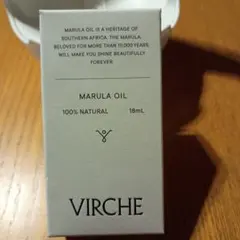 MARULA OIL IS A HERITAGE OF
SOUTHERN AFRICA. THE MARULA,
BELOVED FOR MORE THAN 10,000 YEARS,
WILL MAKE YOU SHINE BEAUTIFULLY
FOREVER.
MARULA OIL
100% NATURAL 18mL
VIRCHE